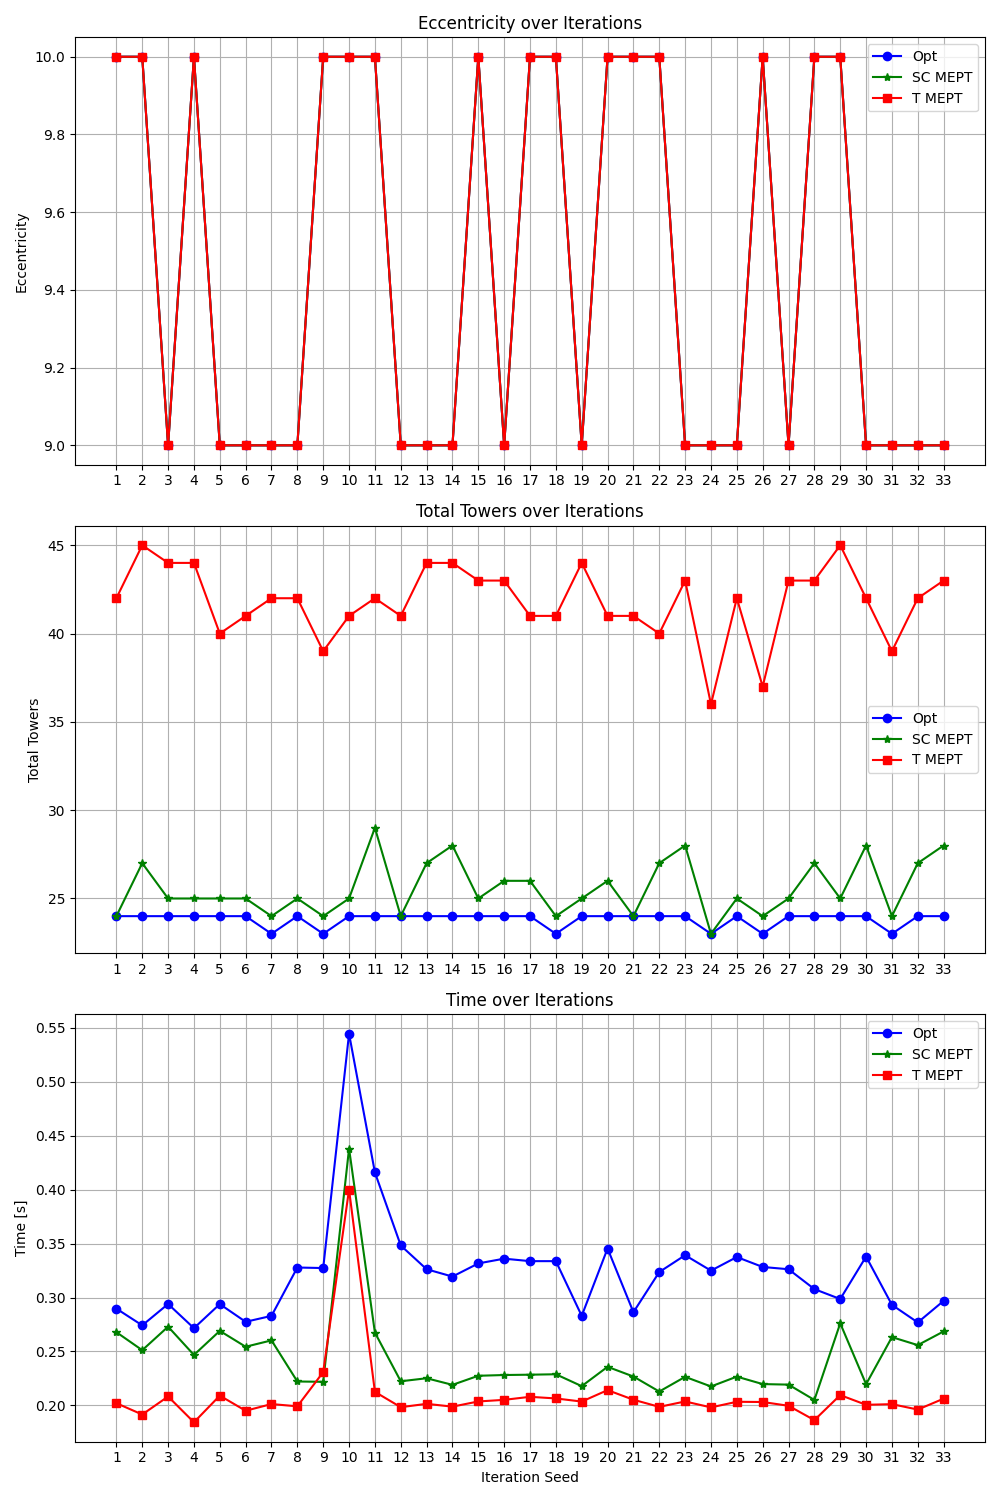 Eccentricity over Iterations
Eccentricity
10.0
9.8
9.6
9.4
9.2
9.0
Opt
SC MEPT
T MEPT
1 2 3 4 5 6 7 8 9 10 11 12 13 14 15 16 17 18 19 20 21 22 23 24 25 26 27 28 29 30 31 32 33
Total Towers over Iterations
Total Towers
45
40
35
30
25
Opt
SC MEPT
T MEPT
1 2 3 4 5 6 7 8 9 10 11 12 13 14 15 16 17 18 19 20 21 22 23 24 25 26 27 28 29 30 31 32 33
Time over Iterations
Time [s]
0.55
0.50
0.45
0.40
0.35
0.30
0.25
0.20
Opt
SC MEPT
T MEPT
1 2 3 4 5 6 7 8 9 10 11 12 13 14 15 16 17 18 19 20 21 22 23 24 25 26 27 28 29 30 31 32 33
Iteration Seed